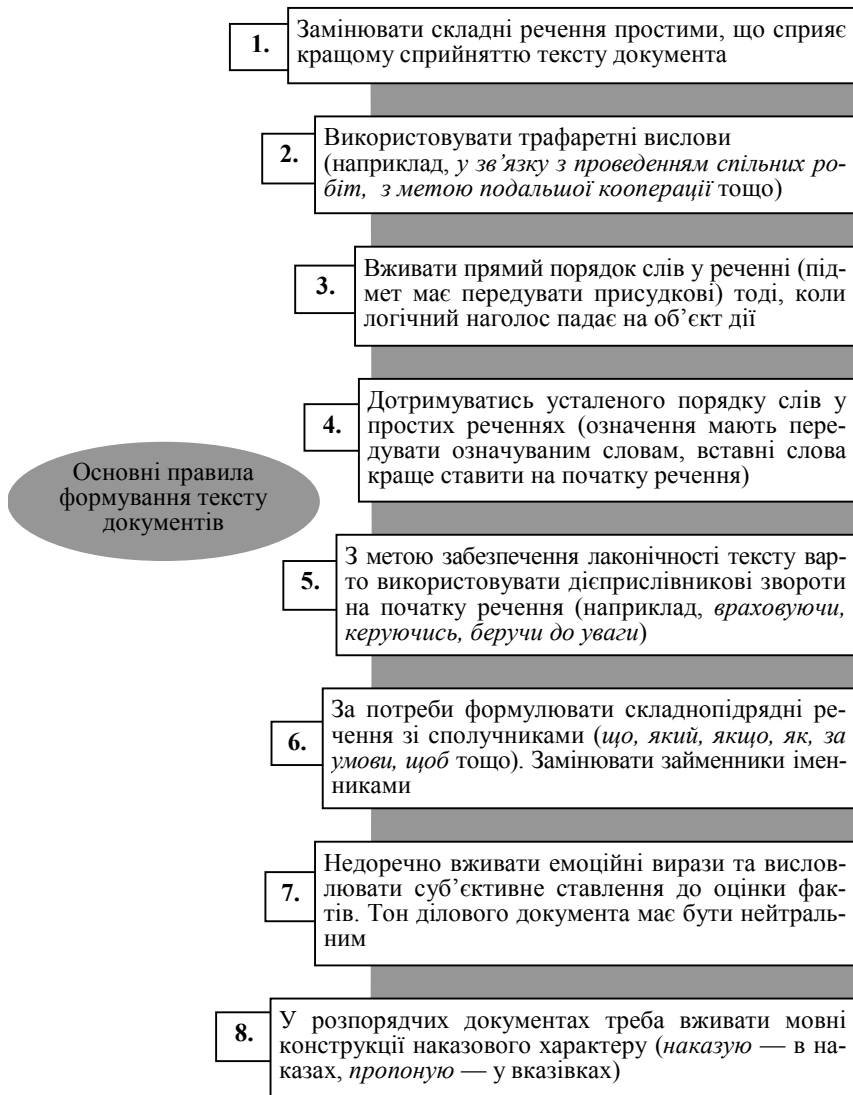 1.
Замінювати складні речення простими, що сприяє
кращому сприйняттю тексту документа
2.
Використовувати трафаретні вислови
(наприклад, у зв’язку з проведенням спільних ро-
біт, з метою подальшої кооперації тощо)
3.
Вживати прямий порядок слів у реченні (під-
мет має передувати присудкові) тоді, коли
логічний наголос падає на об’єкт дії
4.
Дотримуватись усталеного порядку слів у
простих реченнях (означення мають пере-
дувати означуваним словам, вставні слова
краще ставити на початку речення)
Основні правила
формування тексту
документів
5.
З метою забезпечення лаконічності тексту вар-
то використовувати дієприслівникові звороти
на початку речення (наприклад, враховуючи,
керуючись, беручи до уваги)
6.
За потреби формулювати складнопідрядні ре-
чення зі сполучниками (що, який, якщо, як, за
умови, щоб тощо). Замінювати займенники імен-
никами
7.
Недоречно вживати емоційні вирази та вислов-
лювати суб’єктивне ставлення до оцінки фак-
тів. Тон ділового документа має бути нейтраль-
ним
8.
У розпорядчих документах треба вживати мовні
конструкції наказового характеру (наказую — в на-
казах, пропоную — у вказівках)